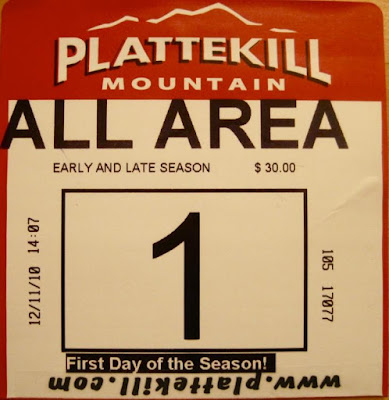 PLATTEKILL
MOUNTAIN
ALL AREA
EARLY AND LATE SEASON $ 30.00
12/11/10 14:07
1
105 17077
First Day of the Season!
www.plattekill.com